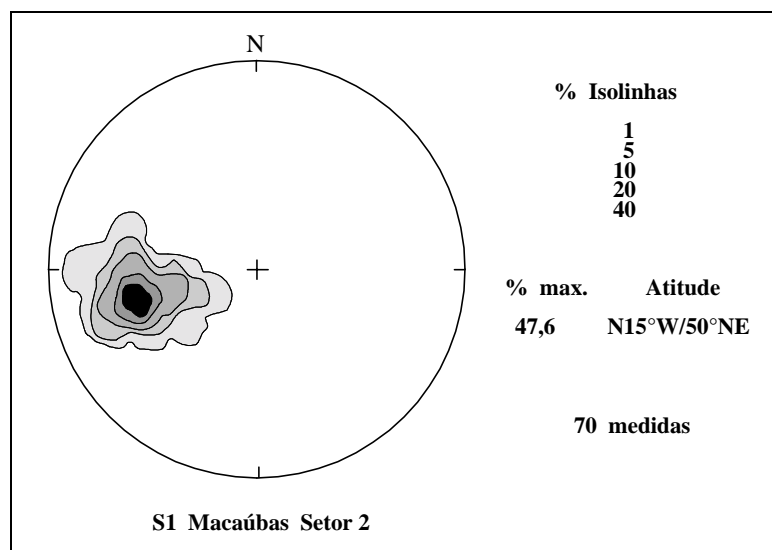 N
% Isolinhas
1
5
10
20
40
% max. Atitude
47,6 N15°W/50°NE
70 medidas
S1 Macaúbas Setor 2